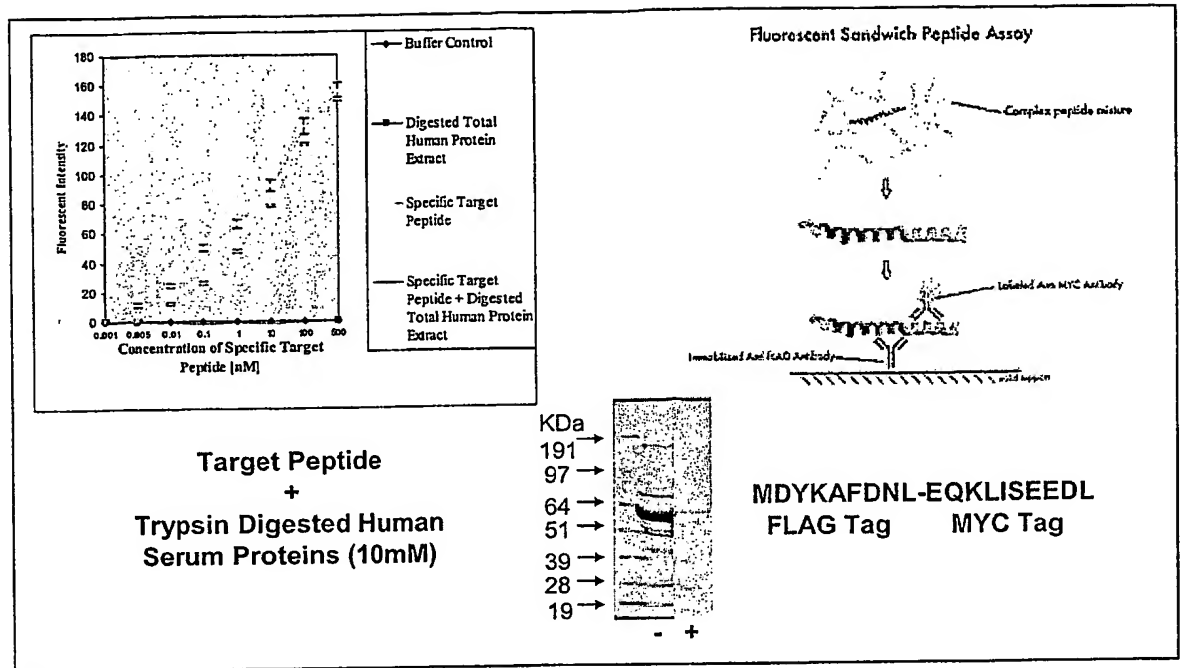 180
160
140
120
100
80
60
40
20
0
Fluorescent Intensity
0.001 0.005 0.01 0.1 1 10 100 500
Concentration of Specific Target
Peptide [nM]
Buffer Control
Digested Total
Human Protein
Extract
Specific Target
Peptide
Specific Target
Peptide + Digested
Total Human Protein
Extract
Fluorescent Sandwich Peptide Assay
Complex peptide mixture
Labeled Anti MYC Antibody
Immobilized Anti FLAG Antibody
Target Peptide
+
Trypsin Digested Human
Serum Proteins (10mM)
KDa
191
97
64
51
39
28
19
- +
MDYKAFDNL-EQKLISEEDL
FLAG Tag MYC Tag